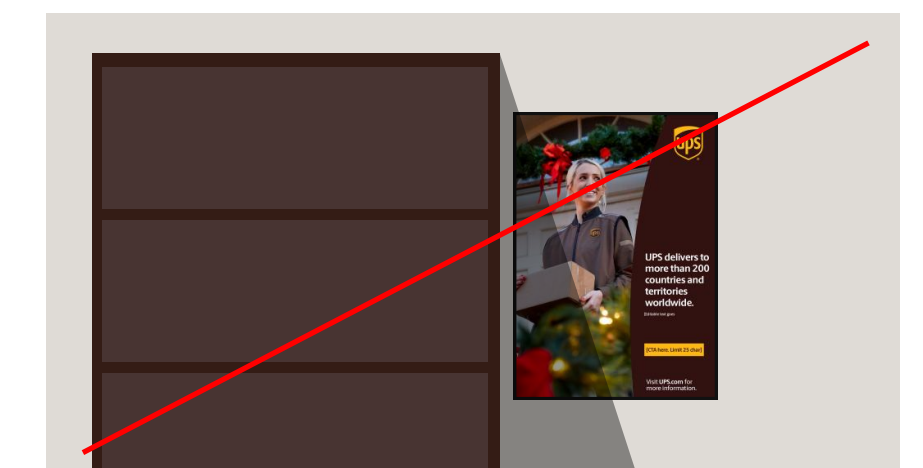 ups
ups
UPS delivers to
more than 200
countries and
territories
worldwide.
[CTA here. Limit 25 char]
Visit UPS.com for
more information.